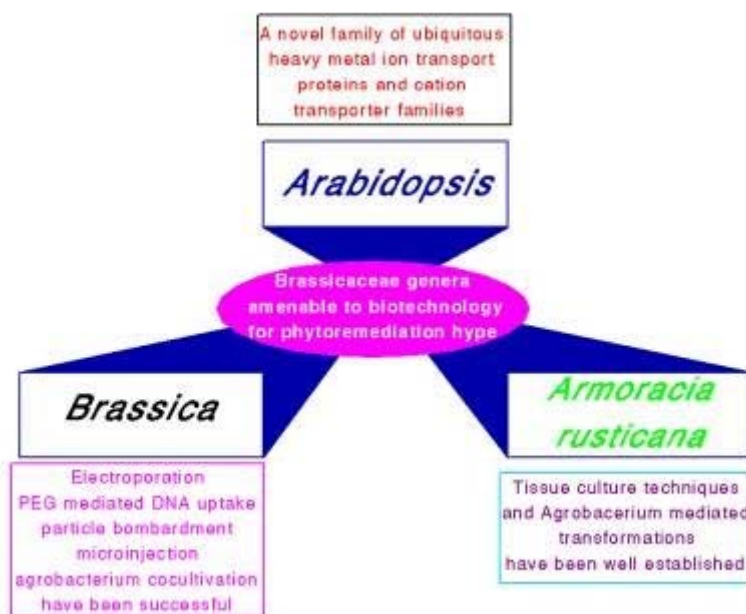 A novel family of ubiquitous
heavy metal ion transport
proteins and cation
transporter families
Arabidopsis
Brassicaceae genera
amenable to biotechnology
for phytoremediation hype
Brassica
Armoracia
rusticana
Electroporation
PEG mediated DNA uptake
particle bombardment
microinjection
agrobacterium cocultivation
have been successful
Tissue culture techniques
and Agrobacerium mediated
transformations
have been well established